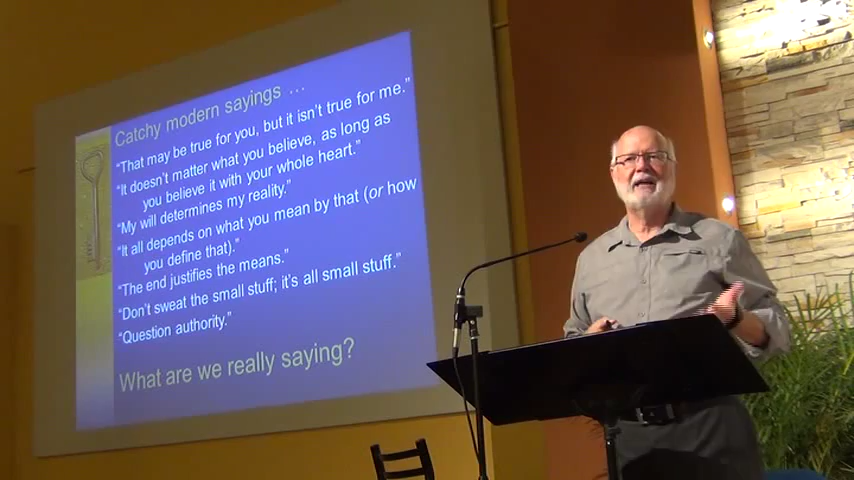 Catchy modern sayings …
“That may be true for you, but it isn’t true for me.”
“It doesn’t matter what you believe, as long as
you believe it with your whole heart.”
“My will determines my reality.”
“It all depends on what you mean by that (or how
you define that).”
“The end justifies the means.”
“Don’t sweat the small stuff; it’s all small stuff.”
“Question authority.”
What are we really saying?